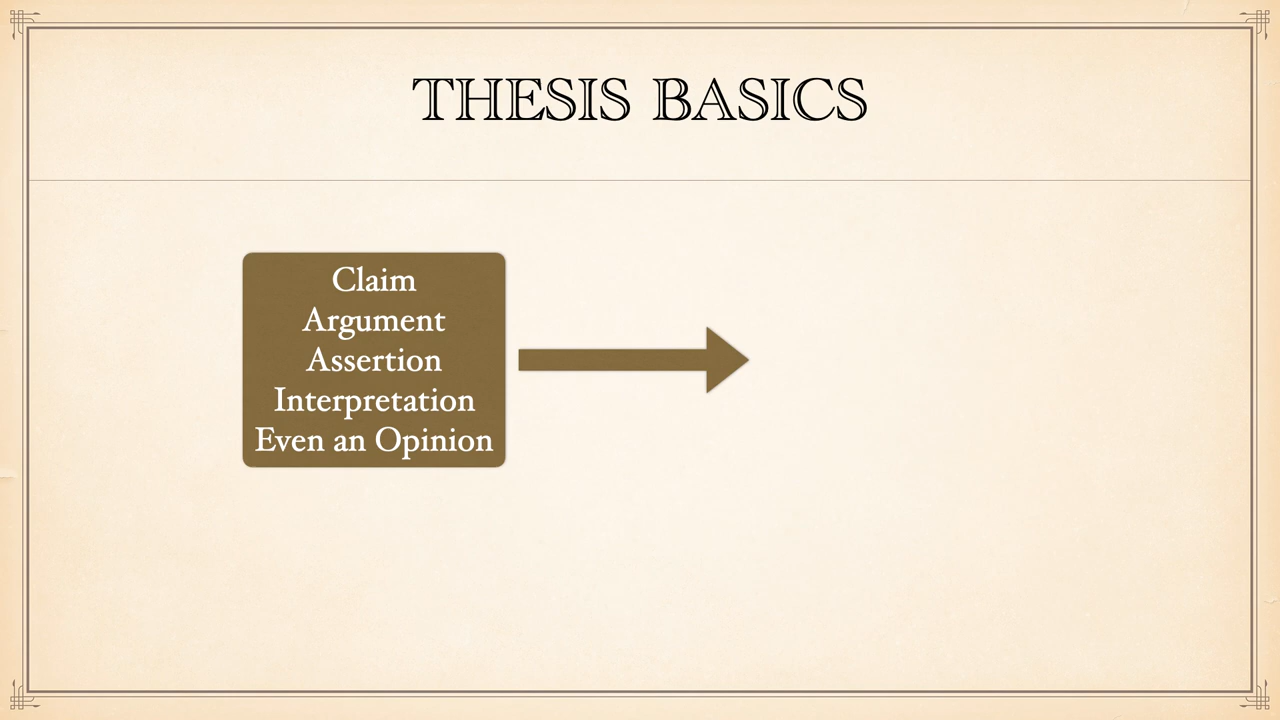 THESIS BASICS
Claim
Argument
Assertion
Interpretation
Even an Opinion